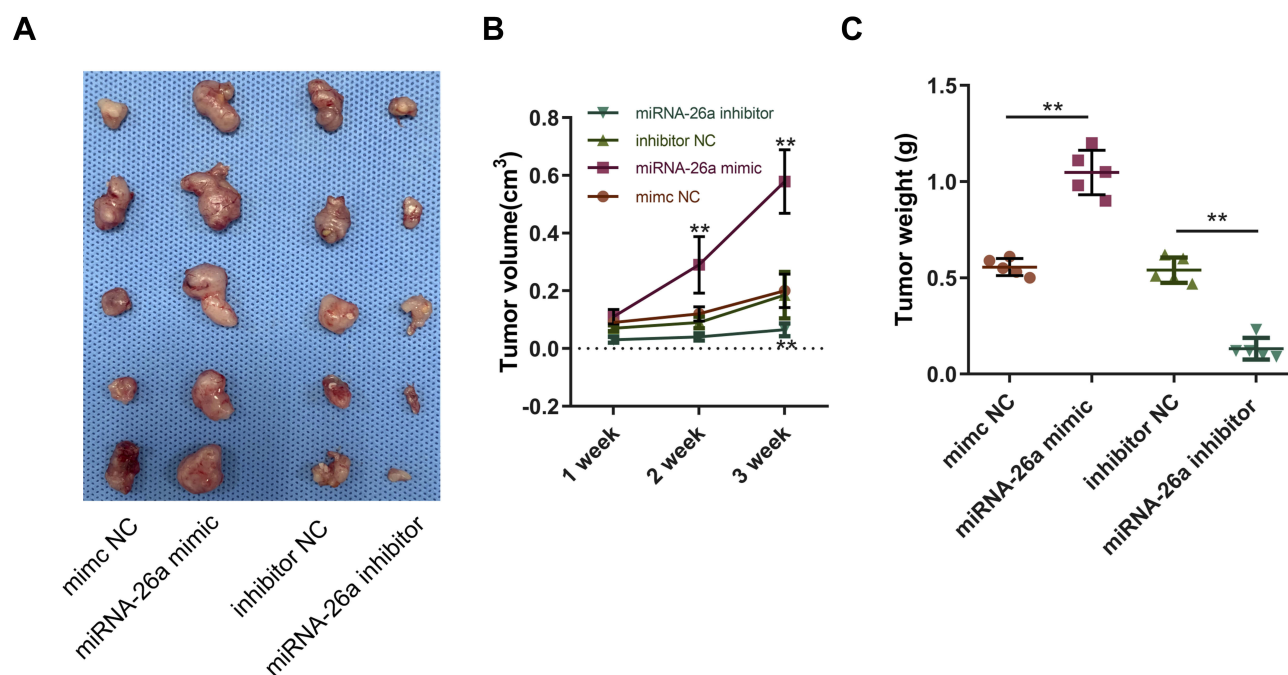 A
mimc NC
miRNA-26a mimic
inhibitor NC
miRNA-26a inhibitor
B
Tumor volume(cm³)
0.8
0.6
0.4
0.2
0.0
-0.2
miRNA-26a inhibitor
inhibitor NC
miRNA-26a mimic
mimc NC
**
**
**
1 week
2 week
3 week
C
Tumor weight (g)
1.5
1.0
0.5
0.0
**
**
mimc NC
miRNA-26a mimic
inhibitor NC
miRNA-26a inhibitor